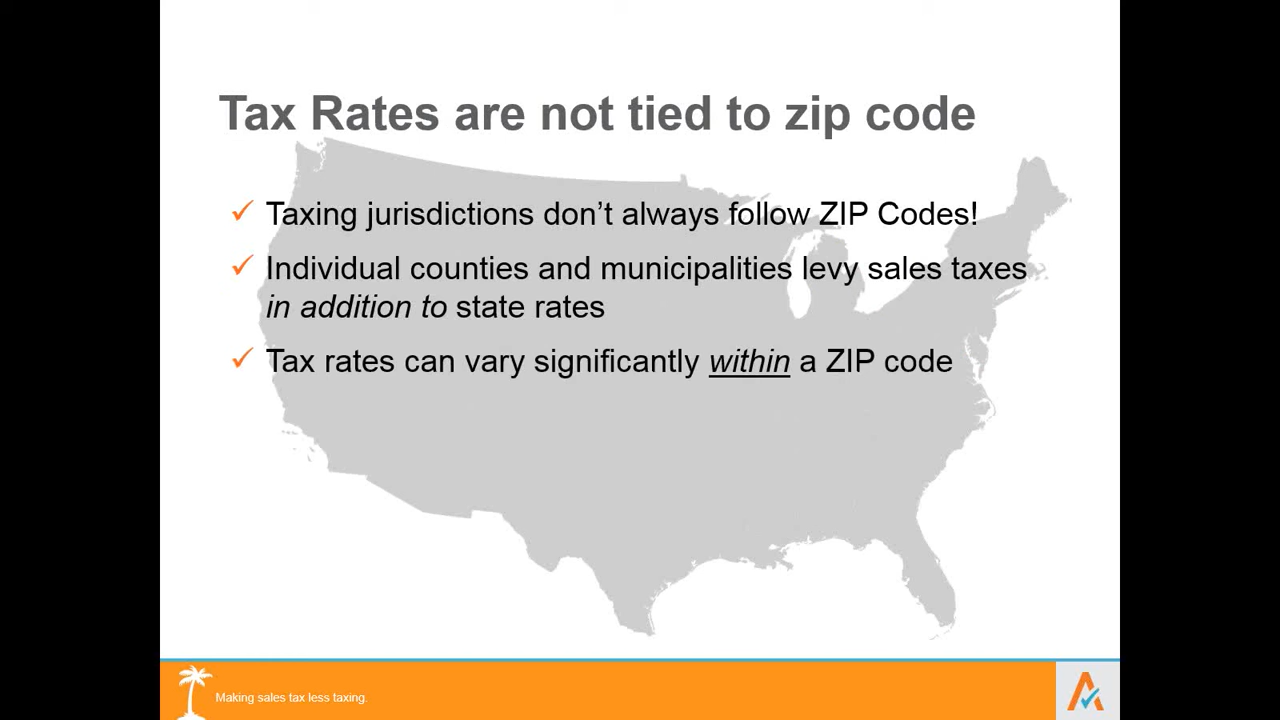 Tax Rates are not tied to zip code
Taxing jurisdictions don’t always follow ZIP Codes!
Individual counties and municipalities levy sales taxes
in addition to state rates
Tax rates can vary significantly within a ZIP code
Making sales tax less taxing.